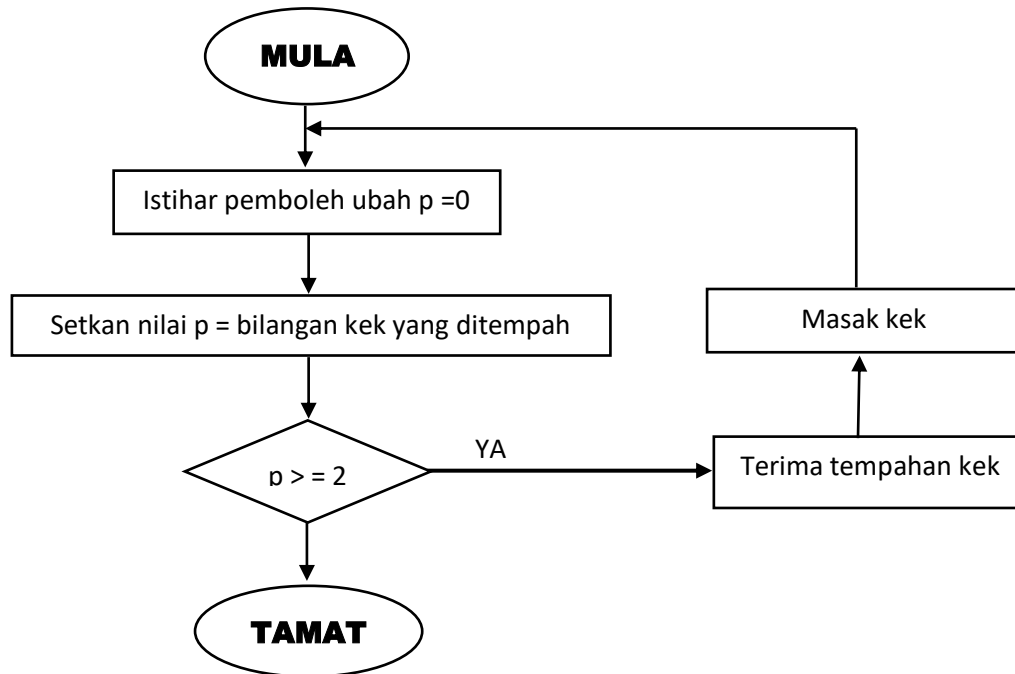 MULA
Istihar pemboleh ubah p =0
Setkan nilai p = bilangan kek yang ditempah
Masak kek
YA
Terima tempahan kek
p > = 2
TAMAT